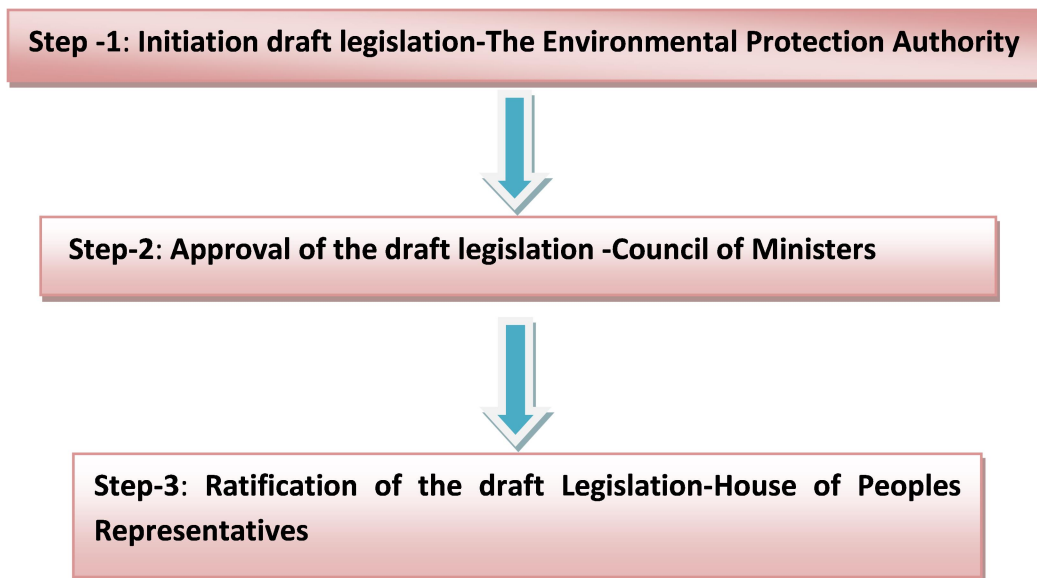 Step -1: Initiation draft legislation-The Environmental Protection Authority
Step-2: Approval of the draft legislation -Council of Ministers
Step-3: Ratification of the draft Legislation-House of Peoples
Representatives